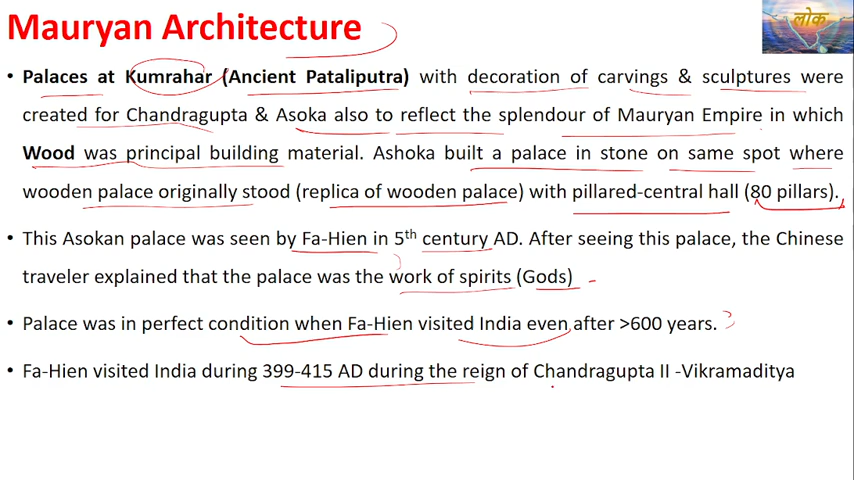 Mauryan Architecture
लोक
• Palaces at Kumrahar (Ancient Pataliputra) with decoration of carvings & sculptures were
created for Chandragupta & Asoka also to reflect the splendour of Mauryan Empire in which
Wood was principal building material. Ashoka built a palace in stone on same spot where
wooden palace originally stood (replica of wooden palace) with pillared-central hall (80 pillars).
• This Asokan palace was seen by Fa-Hien in 5th century AD. After seeing this palace, the Chinese
traveler explained that the palace was the work of spirits (Gods)
• Palace was in perfect condition when Fa-Hien visited India even after >600 years.
• Fa-Hien visited India during 399-415 AD during the reign of Chandragupta II -Vikramaditya